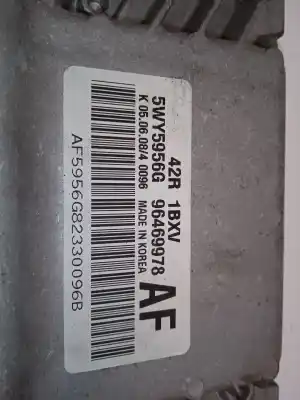 42R 1BXV
5WY5956G 96469978
K 05.06.08/4 0096 MADE IN KOREA
AF
AF5956G82330096B